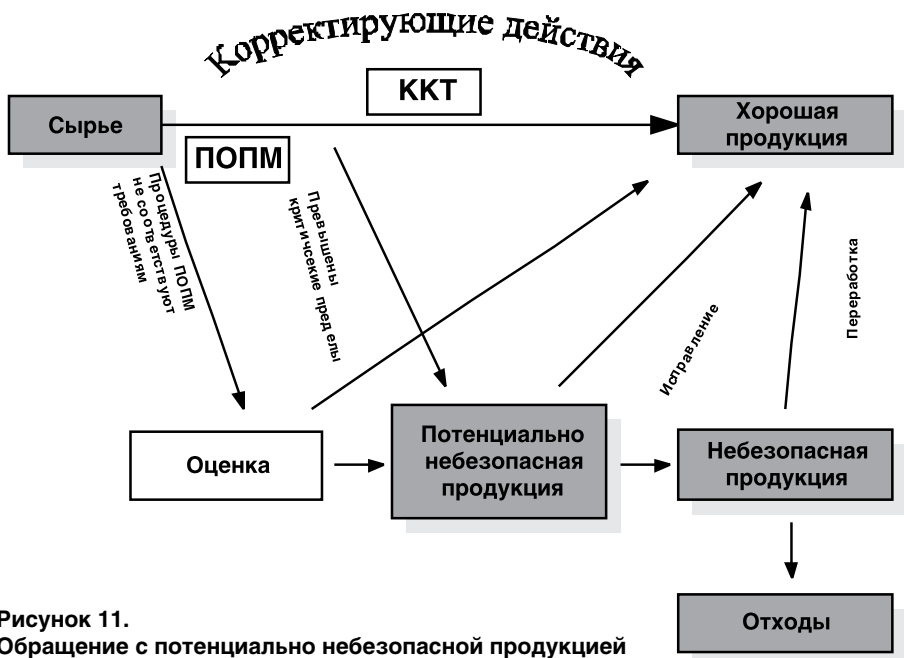 Корректирующие действия
ККТ
Сырье
Хорошая
продукция
ПОПМ
Процедуры ПОПМ
не соответствуют
требованиям
Превышены
критичсекие пределы
Исправление
Переработка
Оценка
Потенциально
небезопасная
продукция
Небезопасная
продукция
Отходы
Рисунок 11.
Обращение с потенциально небезопасной продукцией